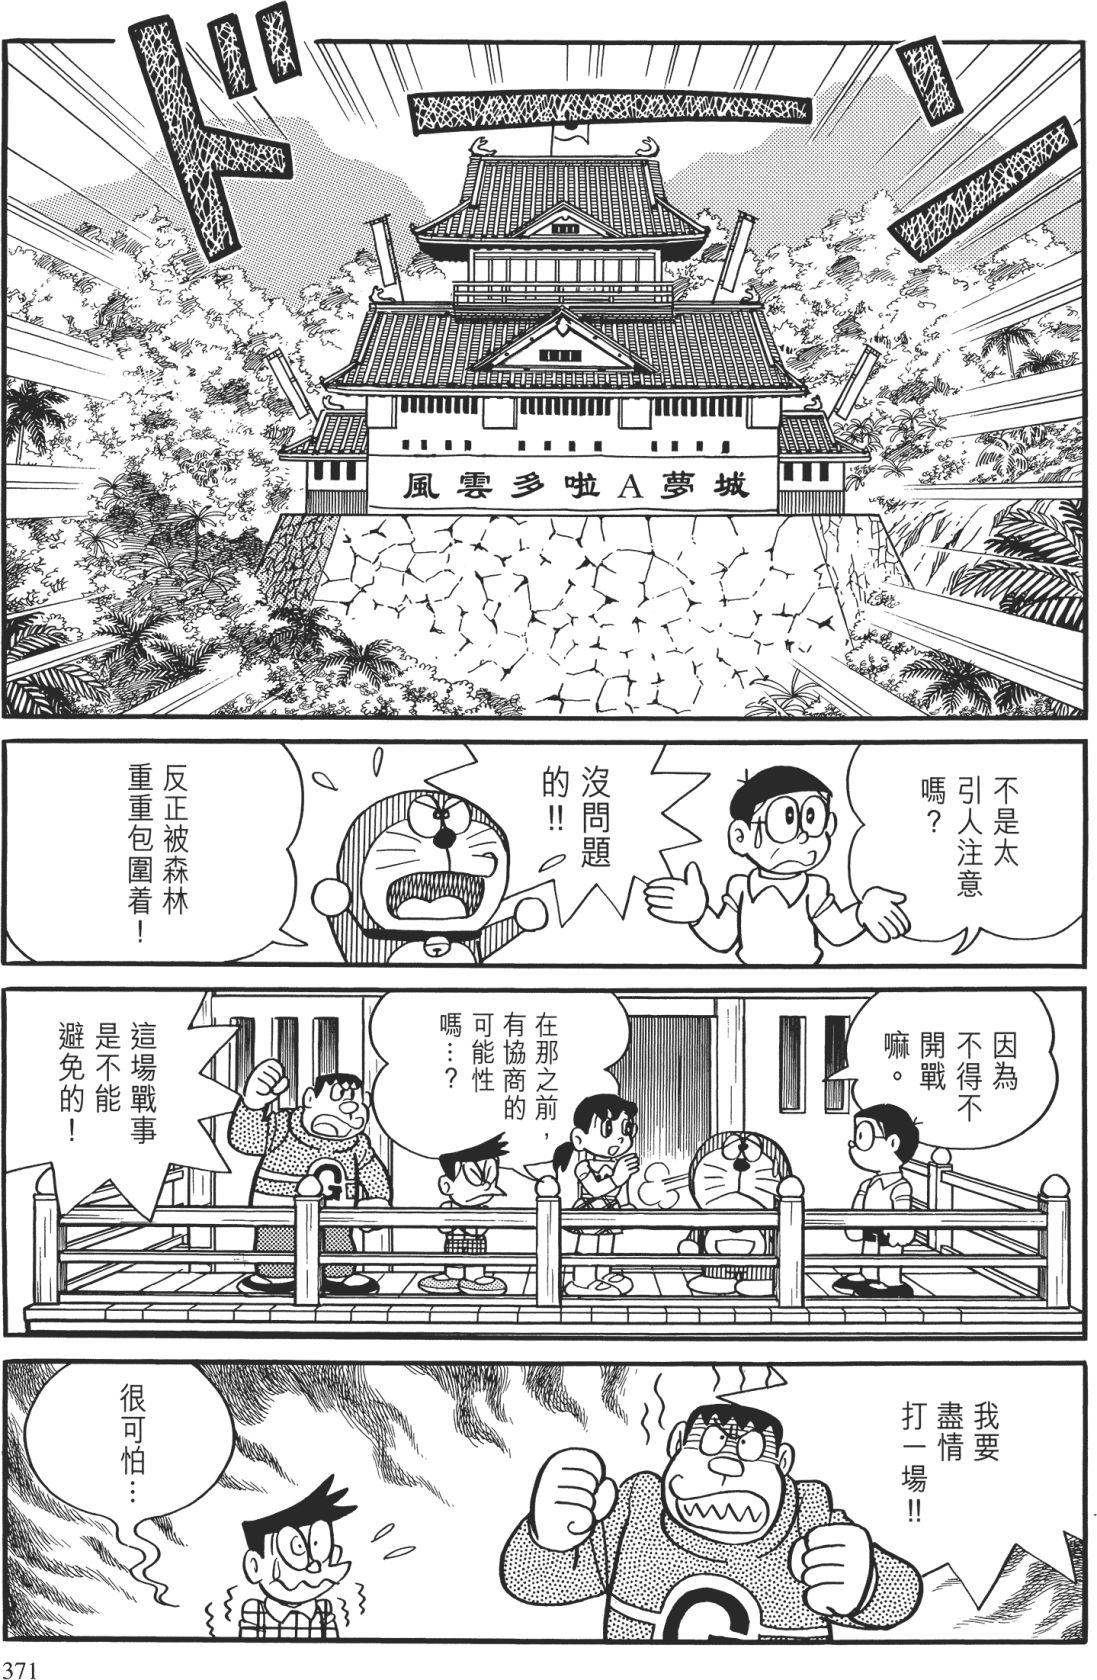 ドーン
風雲多啦A夢城
不是太
引人注意
嗎？
沒問題
的！！
反正被森林
重重包圍着！
因為
不得不
開戰
嘛。
在那之前，
有協商的
可能性
嗎…？
這場戰事
是不能
避免的！
我要
盡情
打一場！！
很可怕…
G
G
371